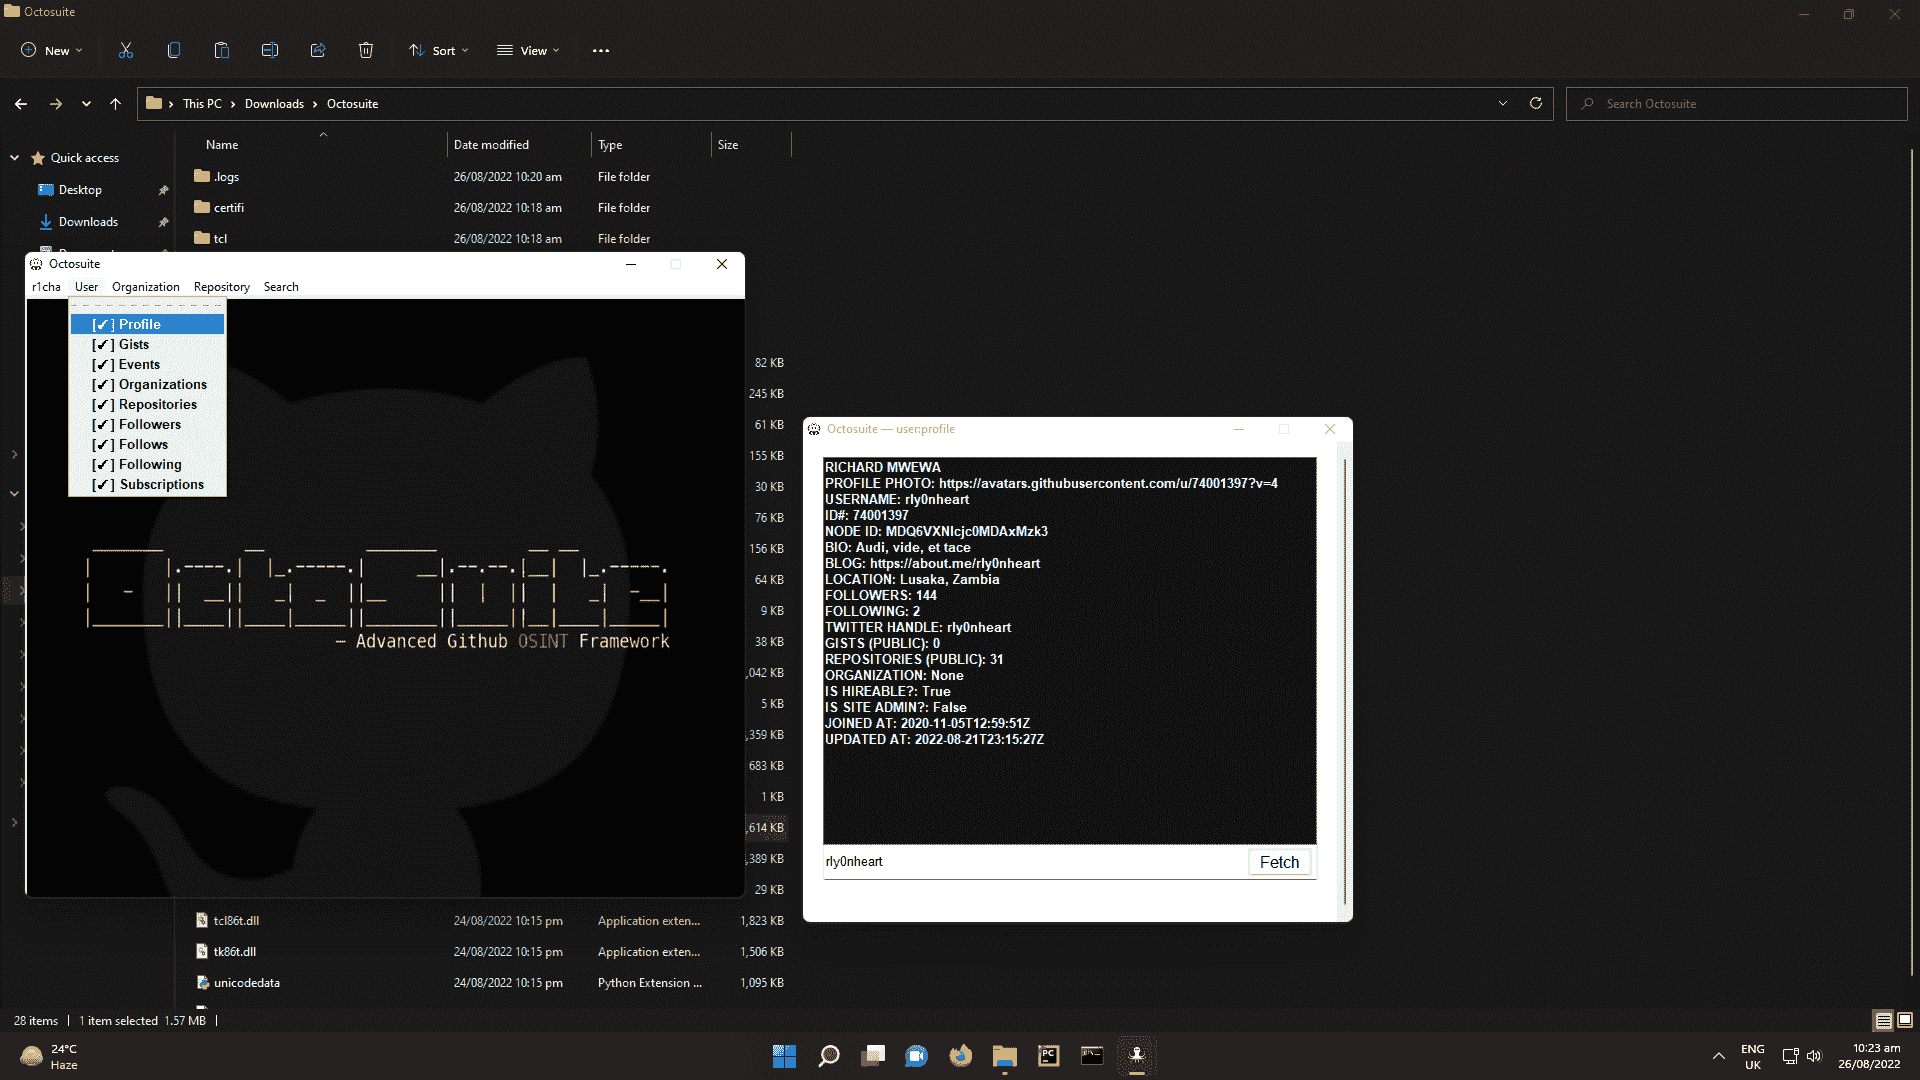 Octosuite
New
Sort
View
This PC > Downloads > Octosuite
Search Octosuite
Name Date modified Type Size
Quick access
Desktop
Downloads
.logs 26/08/2022 10:20 am File folder
certifi 26/08/2022 10:18 am File folder
tcl 26/08/2022 10:18 am File folder
Octosuite
r1cha User Organization Repository Search
[✔] Profile
[✔] Gists
[✔] Events
[✔] Organizations
[✔] Repositories
[✔] Followers
[✔] Follows
[✔] Following
[✔] Subscriptions
OctoSuite
– Advanced Github OSINT Framework
82 KB
245 KB
61 KB
155 KB
30 KB
76 KB
156 KB
64 KB
9 KB
38 KB
,042 KB
5 KB
,359 KB
683 KB
1 KB
,614 KB
,389 KB
29 KB
tcl86t.dll 24/08/2022 10:15 pm Application exten... 1,823 KB
tk86t.dll 24/08/2022 10:15 pm Application exten... 1,506 KB
unicodedata 24/08/2022 10:15 pm Python Extension ... 1,095 KB
Octosuite — user:profile
RICHARD MWEWA
PROFILE PHOTO: https://avatars.githubusercontent.com/u/74001397?v=4
USERNAME: rly0nheart
ID#: 74001397
NODE ID: MDQ6VXNlcjc0MDAxMzk3
BIO: Audi, vide, et tace
BLOG: https://about.me/rly0nheart
LOCATION: Lusaka, Zambia
FOLLOWERS: 144
FOLLOWING: 2
TWITTER HANDLE: rly0nheart
GISTS (PUBLIC): 0
REPOSITORIES (PUBLIC): 31
ORGANIZATION: None
IS HIREABLE?: True
IS SITE ADMIN?: False
JOINED AT: 2020-11-05T12:59:51Z
UPDATED AT: 2022-08-21T23:15:27Z
rly0nheart
Fetch
28 items | 1 item selected 1.57 MB |
24°C
Haze
PC
ENG
UK
10:23 am
26/08/2022